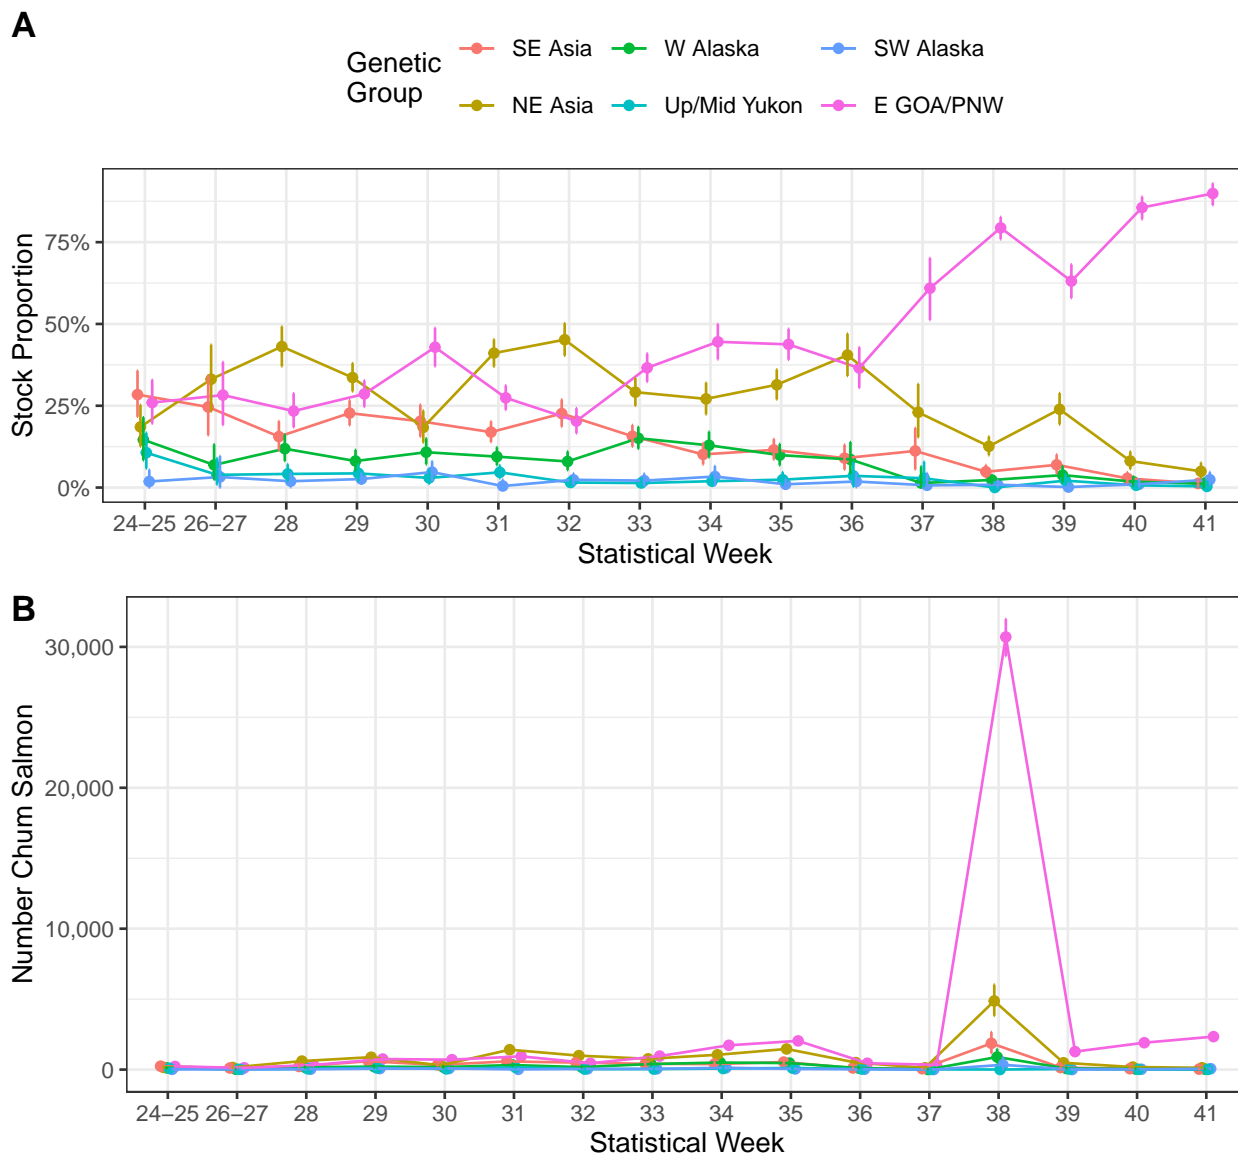 A
Genetic
Group
SE Asia W Alaska SW Alaska
NE Asia Up/Mid Yukon E GOA/PNW
Stock Proportion
75%
50%
25%
0%
24–25 26–27 28 29 30 31 32 33 34 35 36 37 38 39 40 41
Statistical Week
B
Number Chum Salmon
30,000
20,000
10,000
0
24–25 26–27 28 29 30 31 32 33 34 35 36 37 38 39 40 41
Statistical Week